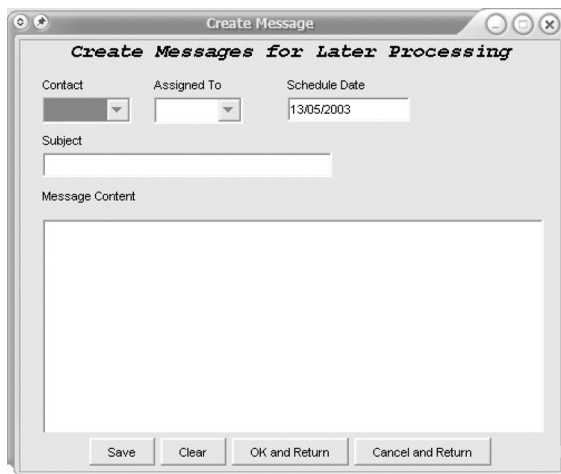 Create Message
Create Messages for Later Processing
Contact Assigned To Schedule Date
13/05/2003
Subject
Message Content
Save Clear OK and Return Cancel and Return